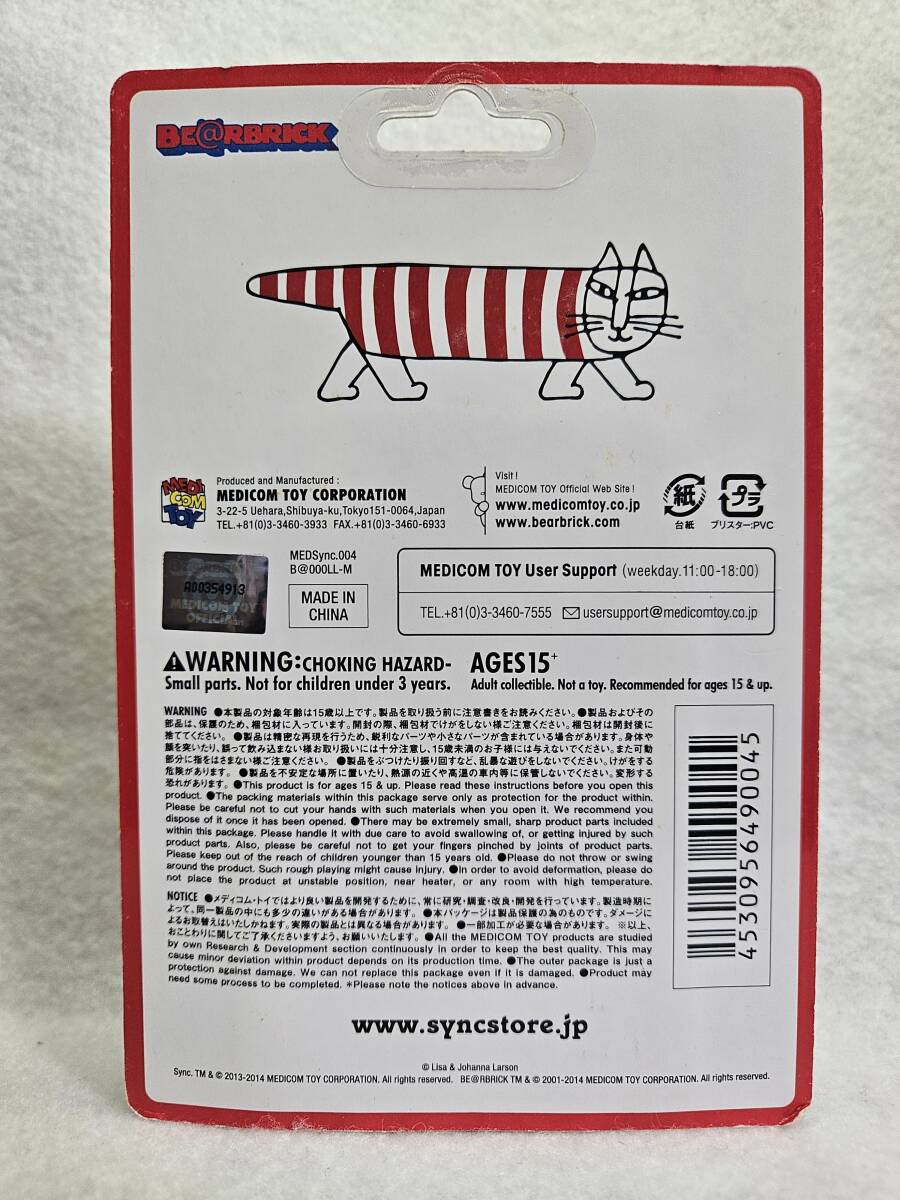 BE@RBRICK
MEDI
COM
TOY
Produced and Manufactured :
MEDICOM TOY CORPORATION
3-22-5 Uehara,Shibuya-ku,Tokyo151-0064,Japan
TEL.+81(0)3-3460-3933 FAX.+81(0)3-3460-6933
Visit !
MEDICOM TOY Official Web Site !
www.medicomtoy.co.jp
www.bearbrick.com
紙
台紙
プラ
ブリスター:PVC
A00354913
MEDICOM TOY
OFFICIAL
MEDSync.004
B@000LL-M
MADE IN
CHINA
MEDICOM TOY User Support (weekday.11:00-18:00)
TEL.+81(0)3-3460-7555 usersupport@medicomtoy.co.jp
WARNING:CHOKING HAZARD-
Small parts. Not for children under 3 years.
AGES15+
Adult collectible. Not a toy. Recommended for ages 15 & up.
WARNING ●本製品の対象年齢は15歳以上です。製品を取り扱う前に注意書きをお読みください。●製品およびその
部品は、保護のため、梱包材に入っています。開封の際、梱包材でけがをしない様ご注意ください。梱包材は開封後に
捨ててください。●製品は精密な再現を行うため、鋭利なパーツや小さなパーツが含まれている場合があります。身体や
顔を突いたり、誤って飲み込まない様お取り扱いには十分注意し、15歳未満のお子様には与えないでください。また可動
部分に指をはさまない様ご注意ください。●製品をぶつけたり振り回すなど、乱暴な遊びをしないでください。けがをする
危険があります。●製品を不安定な場所に置いたり、熱源の近くや高温の車内等に保管しないでください。変形する
恐れがあります。●This product is for ages 15 & up. Please read these instructions before you open this
product. ●The packing materials within this package serve only as protection for the product within.
Please be careful not to cut your hands with such materials when you open it. We recommend you
dispose of it once it has been opened. ●There may be extremely small, sharp product parts included
within this package. Please handle it with due care to avoid swallowing of, or getting injured by such
product parts. Also, please be careful not to get your fingers pinched by joints of product parts.
Please keep out of the reach of children younger than 15 years old. ●Please do not throw or swing
around the product. Such rough playing might cause injury. ●In order to avoid deformation, please do
not place the product at unstable position, near heater, or any room with high temperature.
NOTICE ●メディコム・トイではより良い製品を開発するために、常に研究・調査・改良・開発を行っています。製造時期に
よって、同一製品の中にも多少の違いがある場合があります。●本パッケージは製品保護の為のものです。ダメージに
よるお取替えはいたしかねます。実際の製品とは異なる場合があります。●一部加工が必要な場合があります。※以上、
おことわりに関してご了承くださいますよう、お願いいたします。●All the MEDICOM TOY products are studied
by own Research & Development section continuously in order to keep the best quality. This may
cause minor deviation within product depends on its production time. ●The outer package is just a
protection against damage. We can not replace this package even if it is damaged. ●Product may
need some process to be completed. *Please note the notices above in advance.
4530956490045
www.syncstore.jp
© Lisa & Johanna Larson
Sync. TM & © 2013-2014 MEDICOM TOY CORPORATION. All rights reserved. BE@RBRICK TM & © 2001-2014 MEDICOM TOY CORPORATION. All rights reserved.